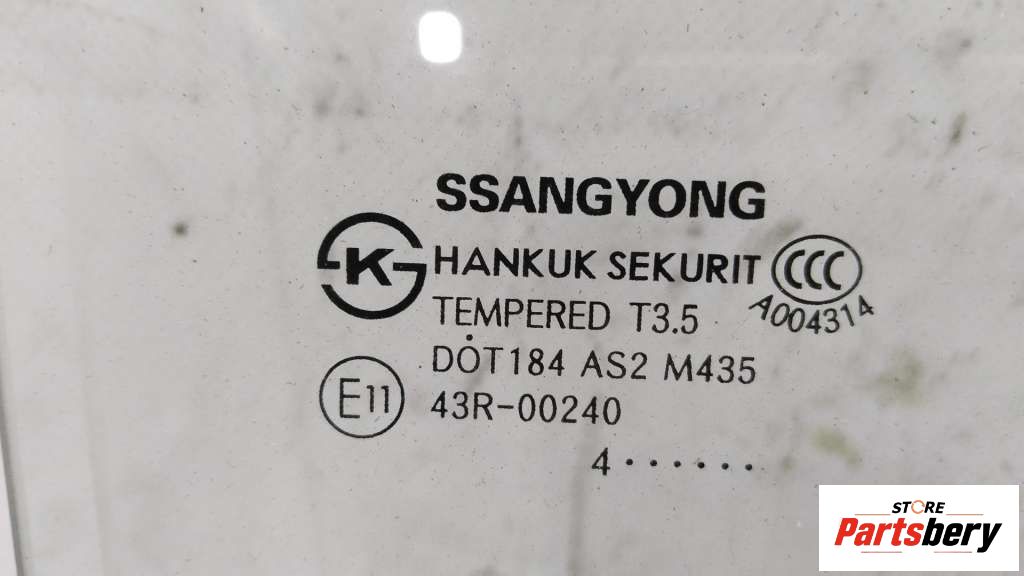 SSANGYONG
K HANKUK SEKURIT CCC
A004314
TEMPERED T3.5
DOT184 AS2 M435
E11 43R-00240
4 · · · · · ·
STORE
Partsbery